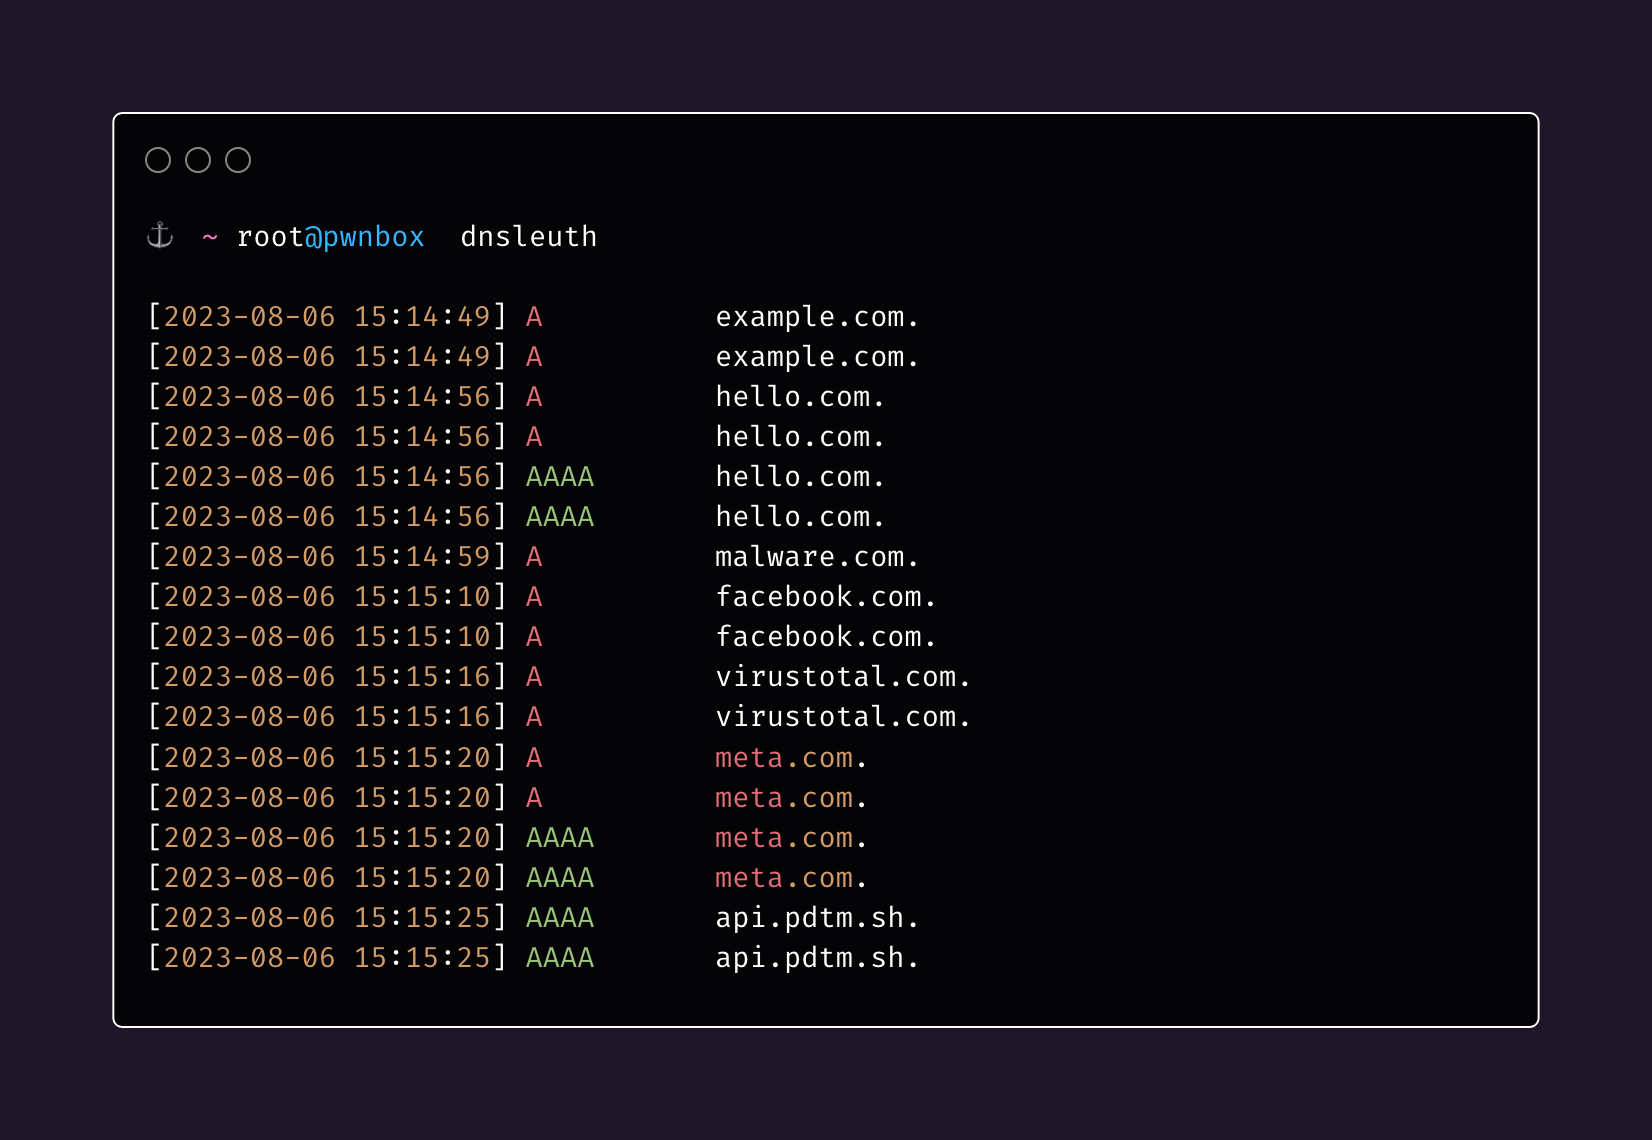 ⚓ ~ root@pwnbox dnsleuth
[2023-08-06 15:14:49] A example.com.
[2023-08-06 15:14:49] A example.com.
[2023-08-06 15:14:56] A hello.com.
[2023-08-06 15:14:56] A hello.com.
[2023-08-06 15:14:56] AAAA hello.com.
[2023-08-06 15:14:56] AAAA hello.com.
[2023-08-06 15:14:59] A malware.com.
[2023-08-06 15:15:10] A facebook.com.
[2023-08-06 15:15:10] A facebook.com.
[2023-08-06 15:15:16] A virustotal.com.
[2023-08-06 15:15:16] A virustotal.com.
[2023-08-06 15:15:20] A meta.com.
[2023-08-06 15:15:20] A meta.com.
[2023-08-06 15:15:20] AAAA meta.com.
[2023-08-06 15:15:20] AAAA meta.com.
[2023-08-06 15:15:25] AAAA api.pdtm.sh.
[2023-08-06 15:15:25] AAAA api.pdtm.sh.